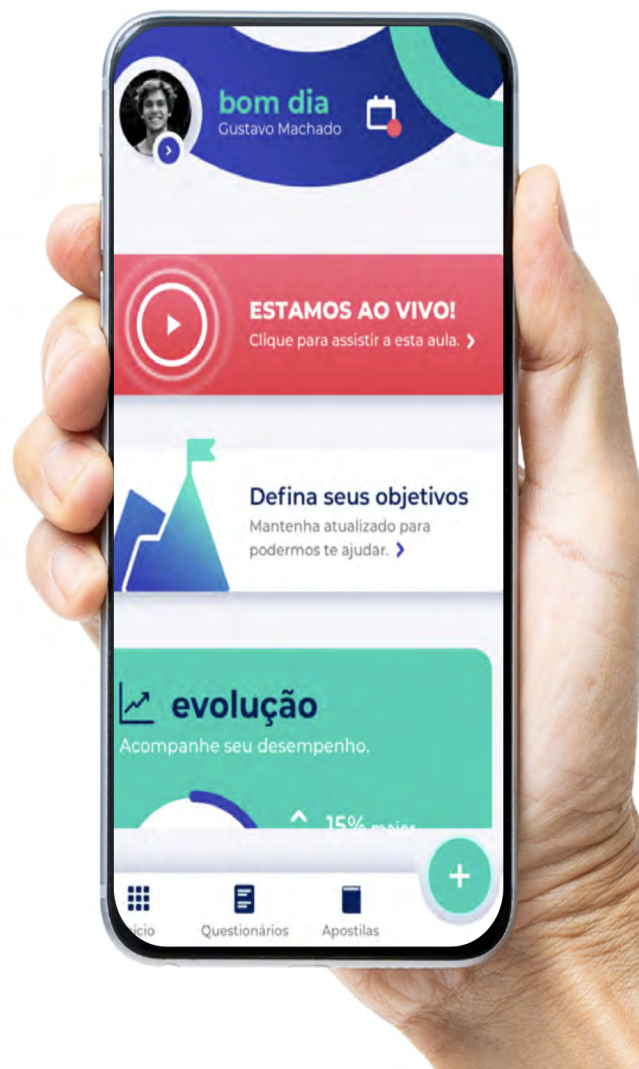 bom dia
Gustavo Machado
ESTAMOS AO VIVO!
Clique para assistir a esta aula.
Defina seus objetivos
Mantenha atualizado para
podermos te ajudar.
evolução
Acompanhe seu desempenho.
15% maior
Questionários
Apostilas